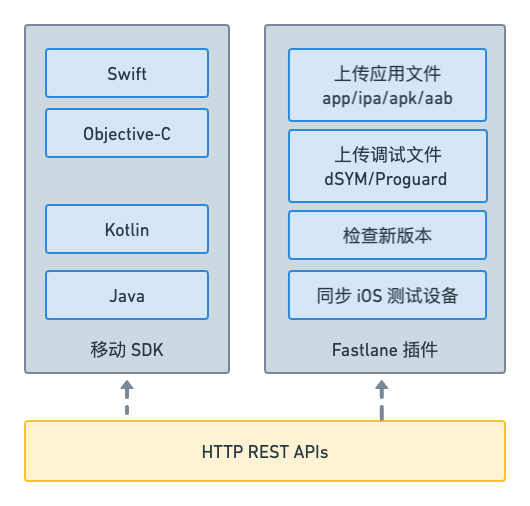 Swift
Objective-C
Kotlin
Java
移动 SDK
上传应用文件
app/ipa/apk/aab
上传调试文件
dSYM/Proguard
检查新版本
同步 iOS 测试设备
Fastlane 插件
HTTP REST APIs